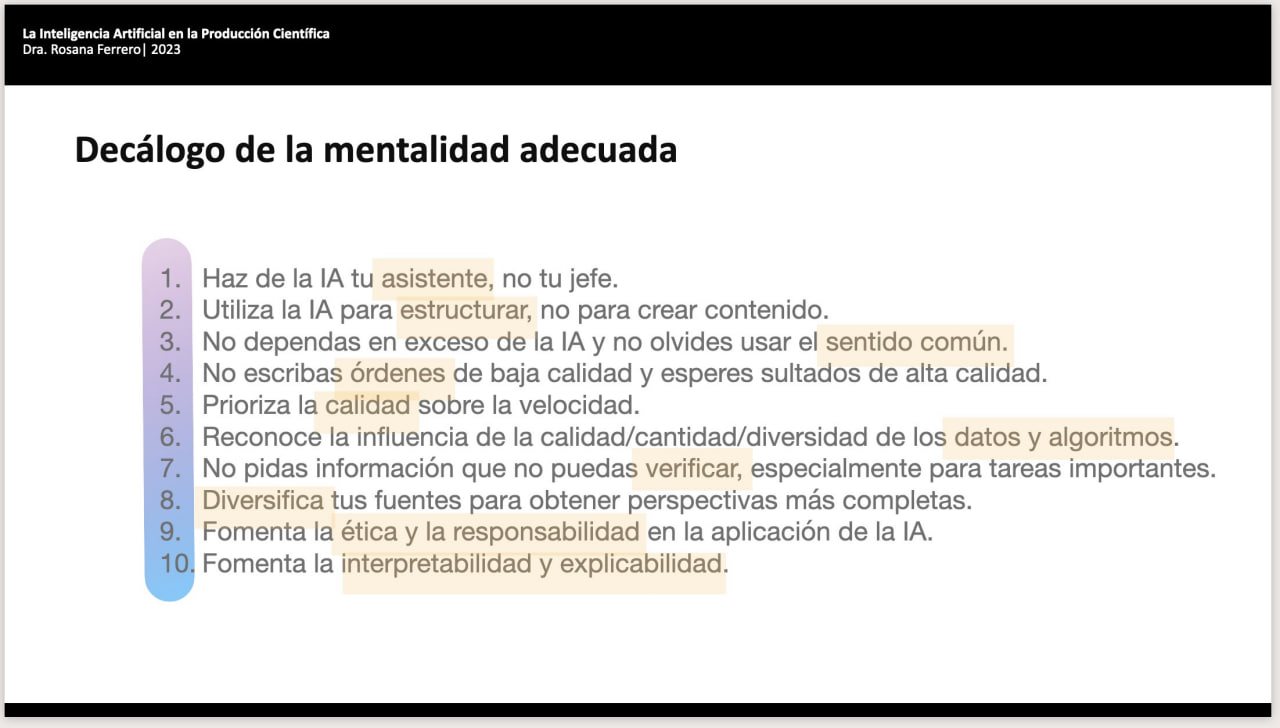 La Inteligencia Artificial en la Producción Científica
Dra. Rosana Ferrero| 2023
Decálogo de la mentalidad adecuada
1. Haz de la IA tu asistente, no tu jefe.
2. Utiliza la IA para estructurar, no para crear contenido.
3. No dependas en exceso de la IA y no olvides usar el sentido común.
4. No escribas órdenes de baja calidad y esperes sultados de alta calidad.
5. Prioriza la calidad sobre la velocidad.
6. Reconoce la influencia de la calidad/cantidad/diversidad de los datos y algoritmos.
7. No pidas información que no puedas verificar, especialmente para tareas importantes.
8. Diversifica tus fuentes para obtener perspectivas más completas.
9. Fomenta la ética y la responsabilidad en la aplicación de la IA.
10. Fomenta la interpretabilidad y explicabilidad.